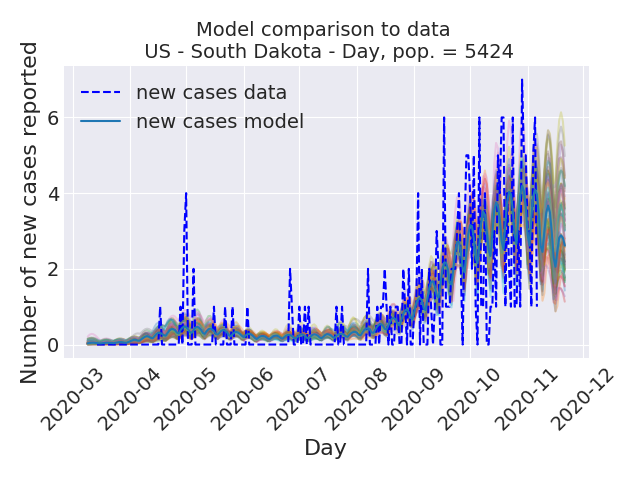 Model comparison to data
US - South Dakota - Day, pop. = 5424
Number of new cases reported
new cases data
new cases model
6
4
2
0
2020-03
2020-04
2020-05
2020-06
2020-07
2020-08
2020-09
2020-10
2020-11
2020-12
Day